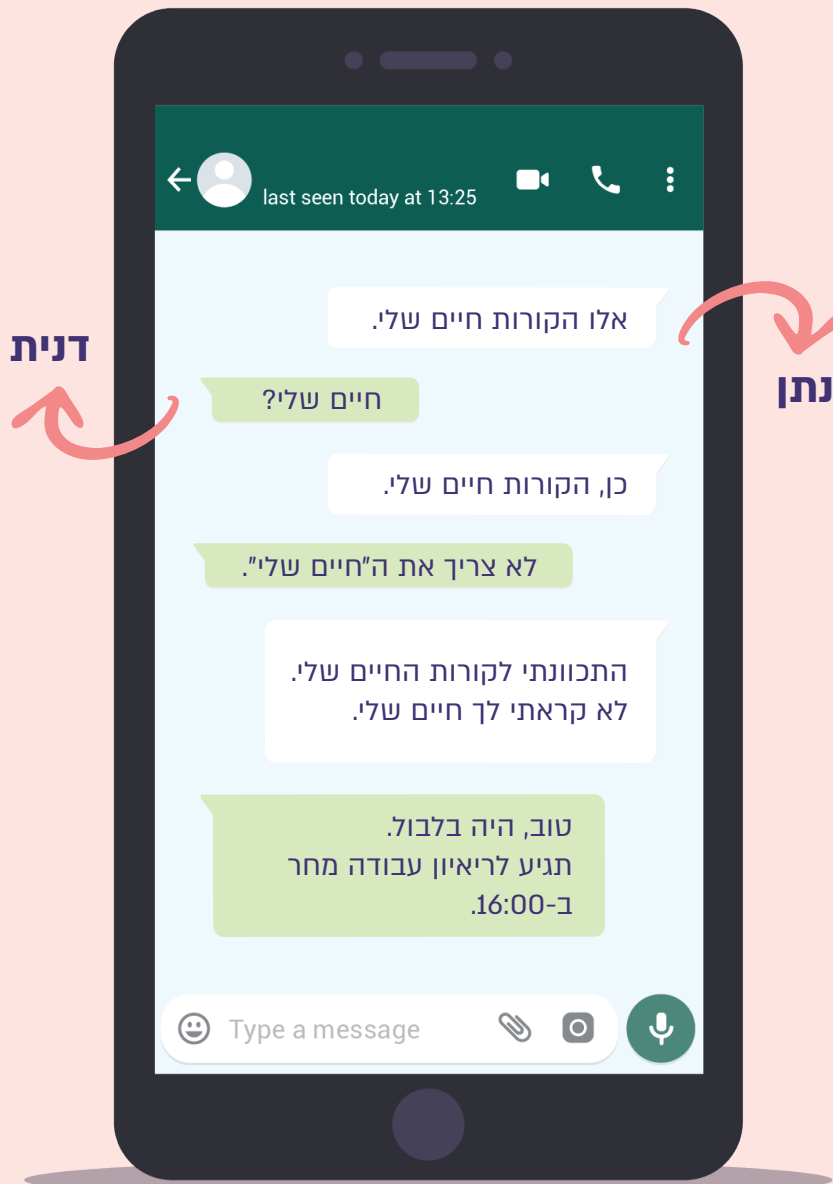 last seen today at 13:25
אלו הקורות חיים שלי.
דנית
חיים שלי?
נתן
כן, הקורות חיים שלי.
לא צריך את ה"חיים שלי".
התכוונתי לקורות החיים שלי.
לא קראתי לך חיים שלי.
טוב, היה בלבול.
תגיע לריאיון עבודה מחר
ב-16:00.
Type a message